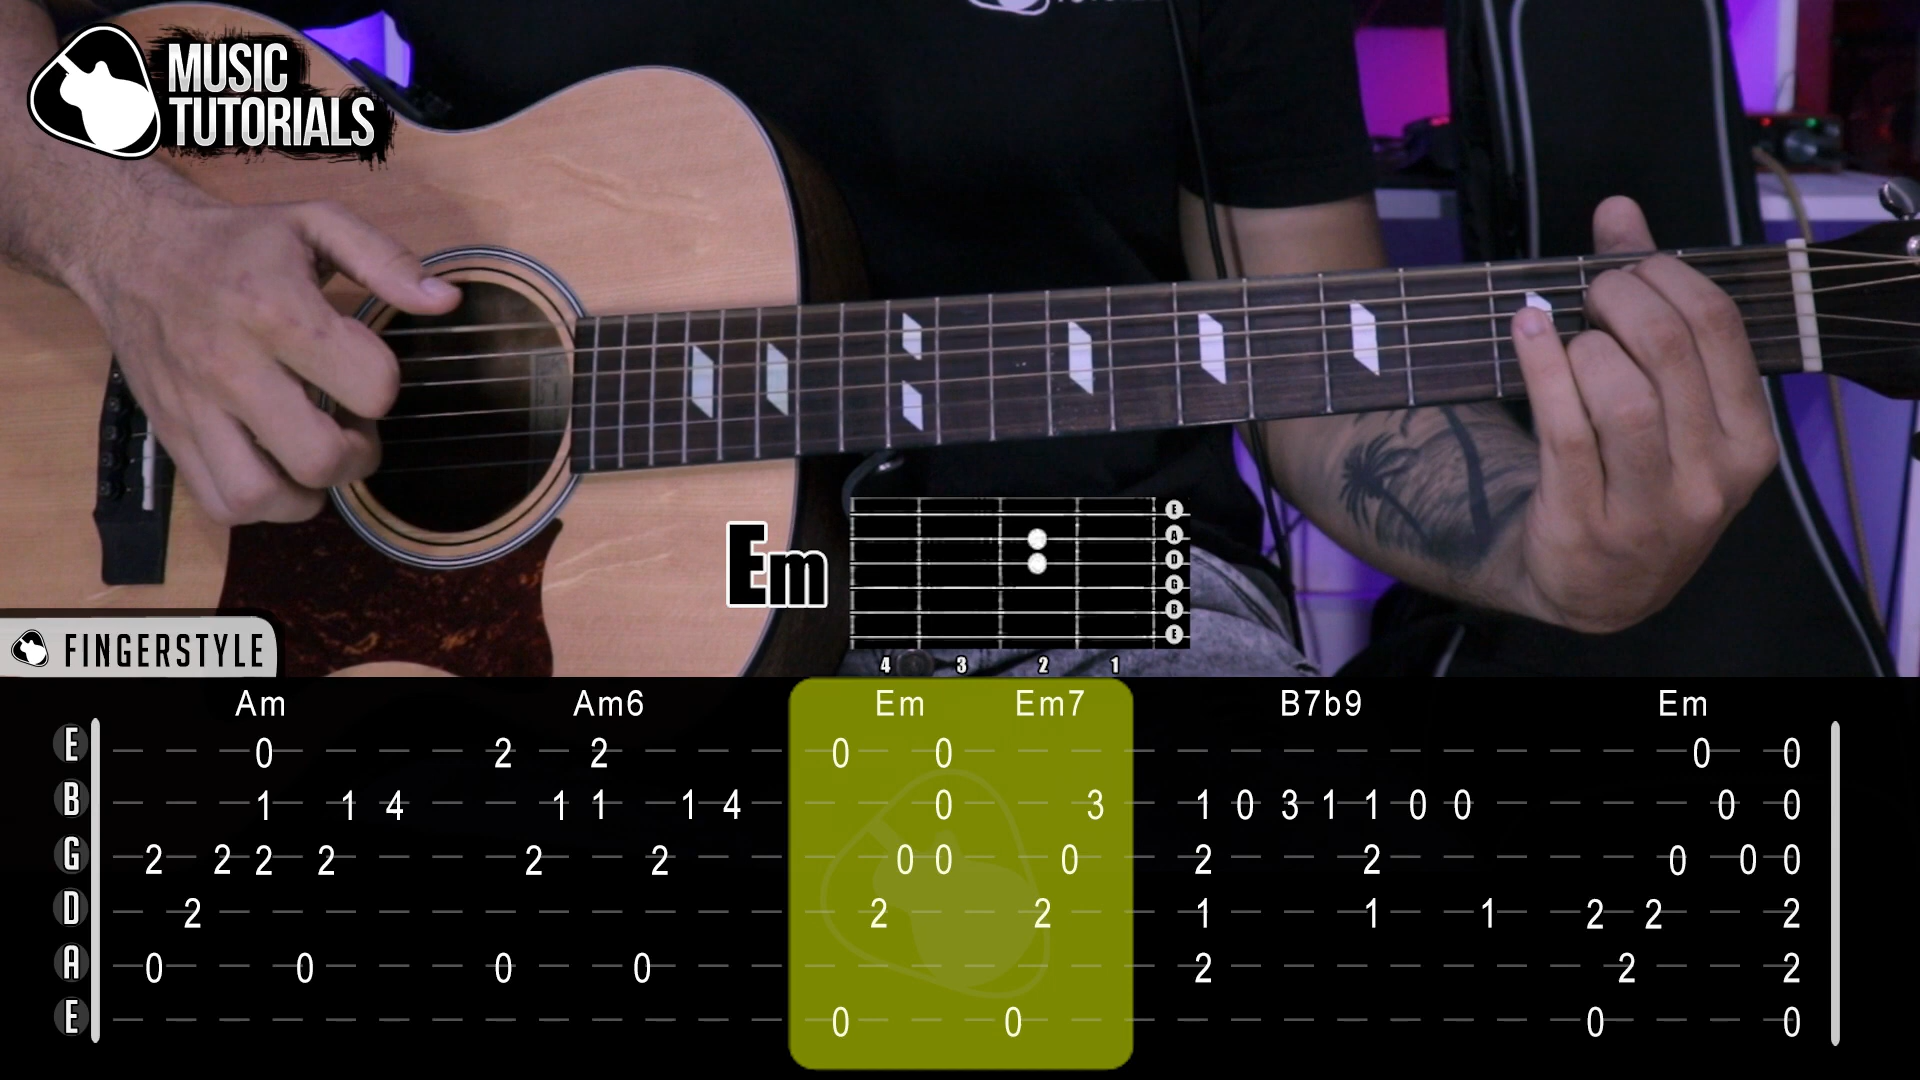 MUSIC
TUTORIALS
Em
E
A
D
G
B
E
4 3 2 1
FINGERSTYLE
Am Am6 Em Em7 B7b9 Em
E 0 2 2 0 0 0 0
B 1 1 4 1 1 1 4 0 3 1 0 3 1 1 0 0 0 0
G 2 2 2 2 2 2 0 0 0 2 2 0 0 0
D 2 2 2 1 1 1 2 2 2
A 0 0 0 0 2 2 2
E 0 0 0 0